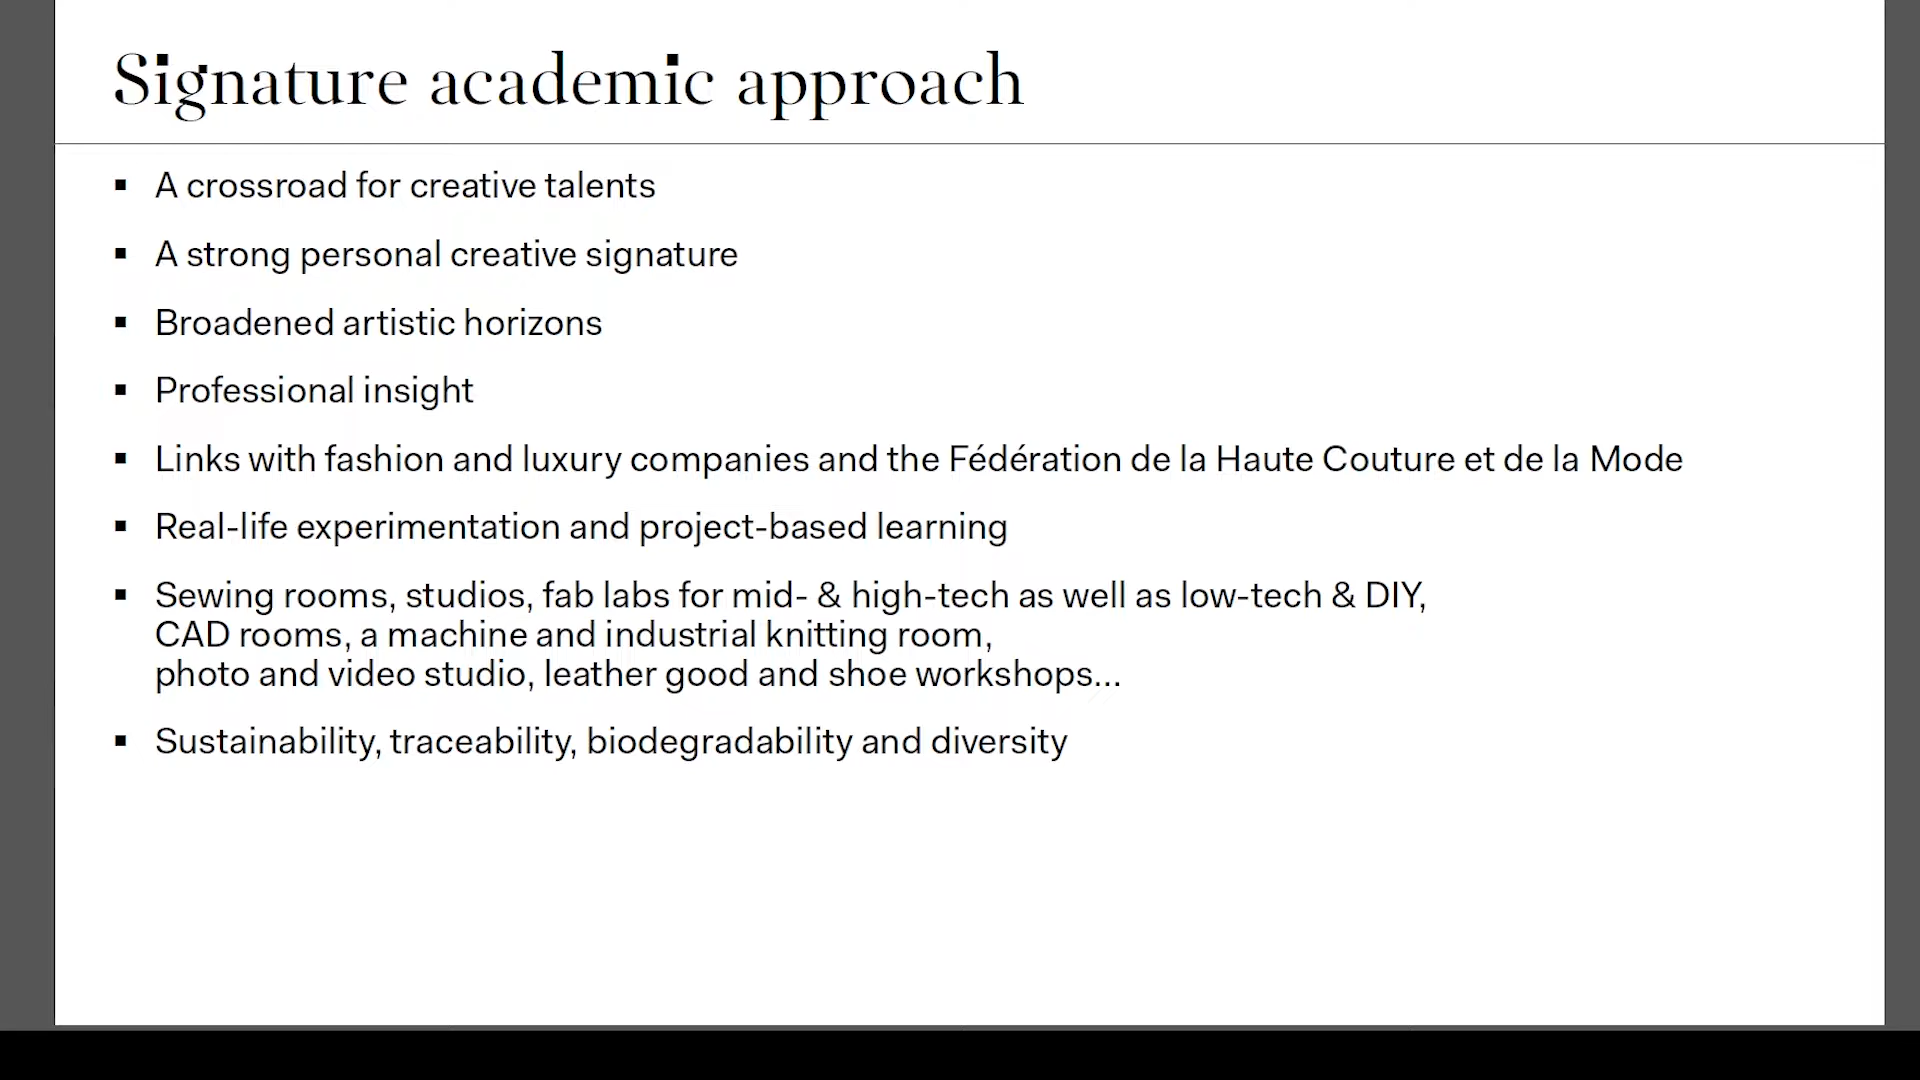 Signature academic approach
▪ A crossroad for creative talents
▪ A strong personal creative signature
▪ Broadened artistic horizons
▪ Professional insight
▪ Links with fashion and luxury companies and the Fédération de la Haute Couture et de la Mode
▪ Real-life experimentation and project-based learning
▪ Sewing rooms, studios, fab labs for mid- & high-tech as well as low-tech & DIY,
CAD rooms, a machine and industrial knitting room,
photo and video studio, leather good and shoe workshops...
▪ Sustainability, traceability, biodegradability and diversity